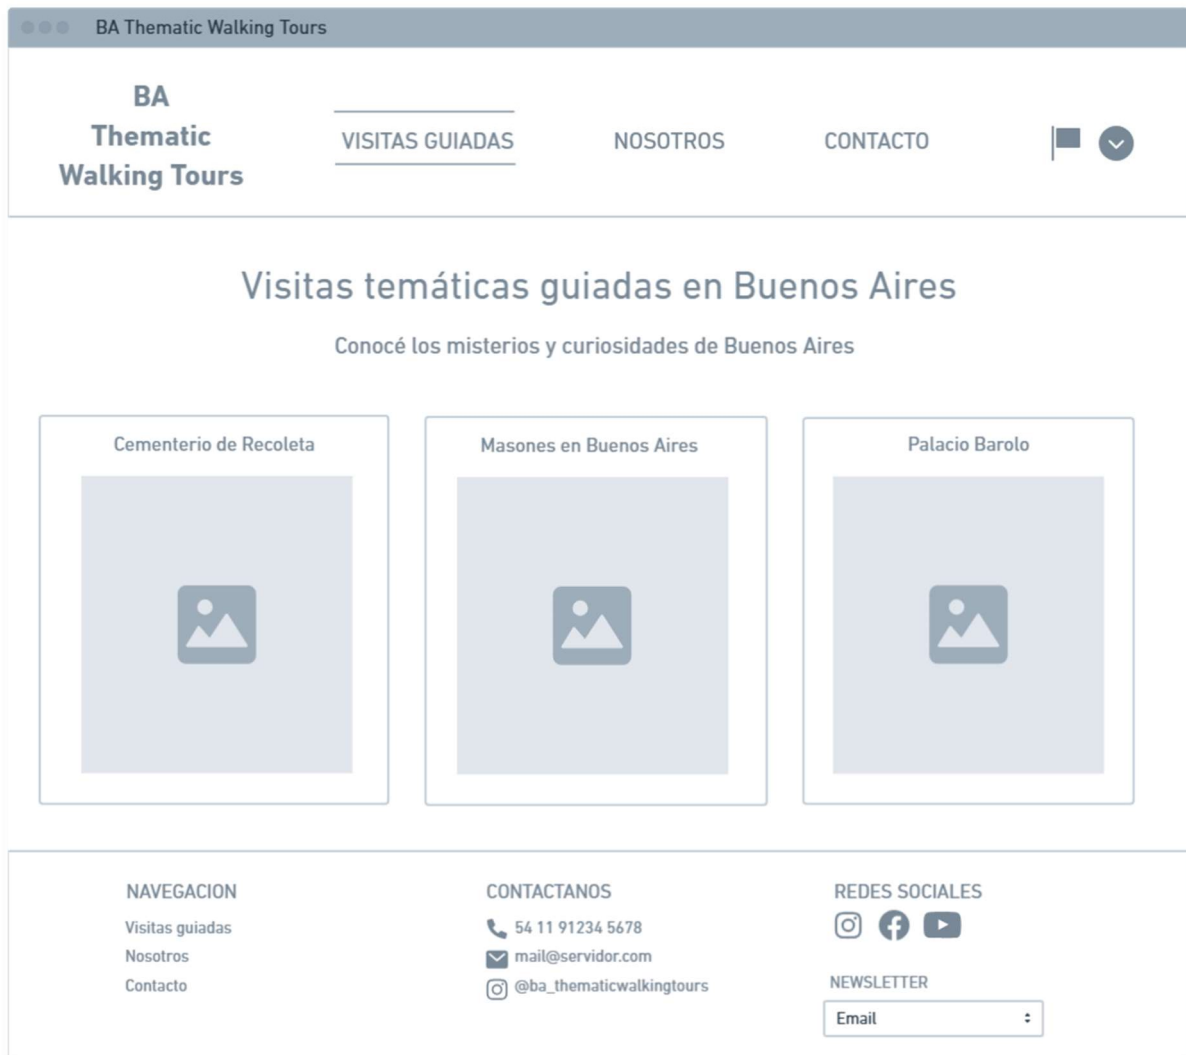 BA Thematic Walking Tours
BA
Thematic
Walking Tours
VISITAS GUIADAS
NOSOTROS
CONTACTO
Visitas temáticas guiadas en Buenos Aires
Conocé los misterios y curiosidades de Buenos Aires
Cementerio de Recoleta
Masones en Buenos Aires
Palacio Barolo
NAVEGACION
Visitas guiadas
Nosotros
Contacto
CONTACTANOS
54 11 91234 5678
mail@servidor.com
@ba_thematicwalkingtours
REDES SOCIALES
NEWSLETTER
Email